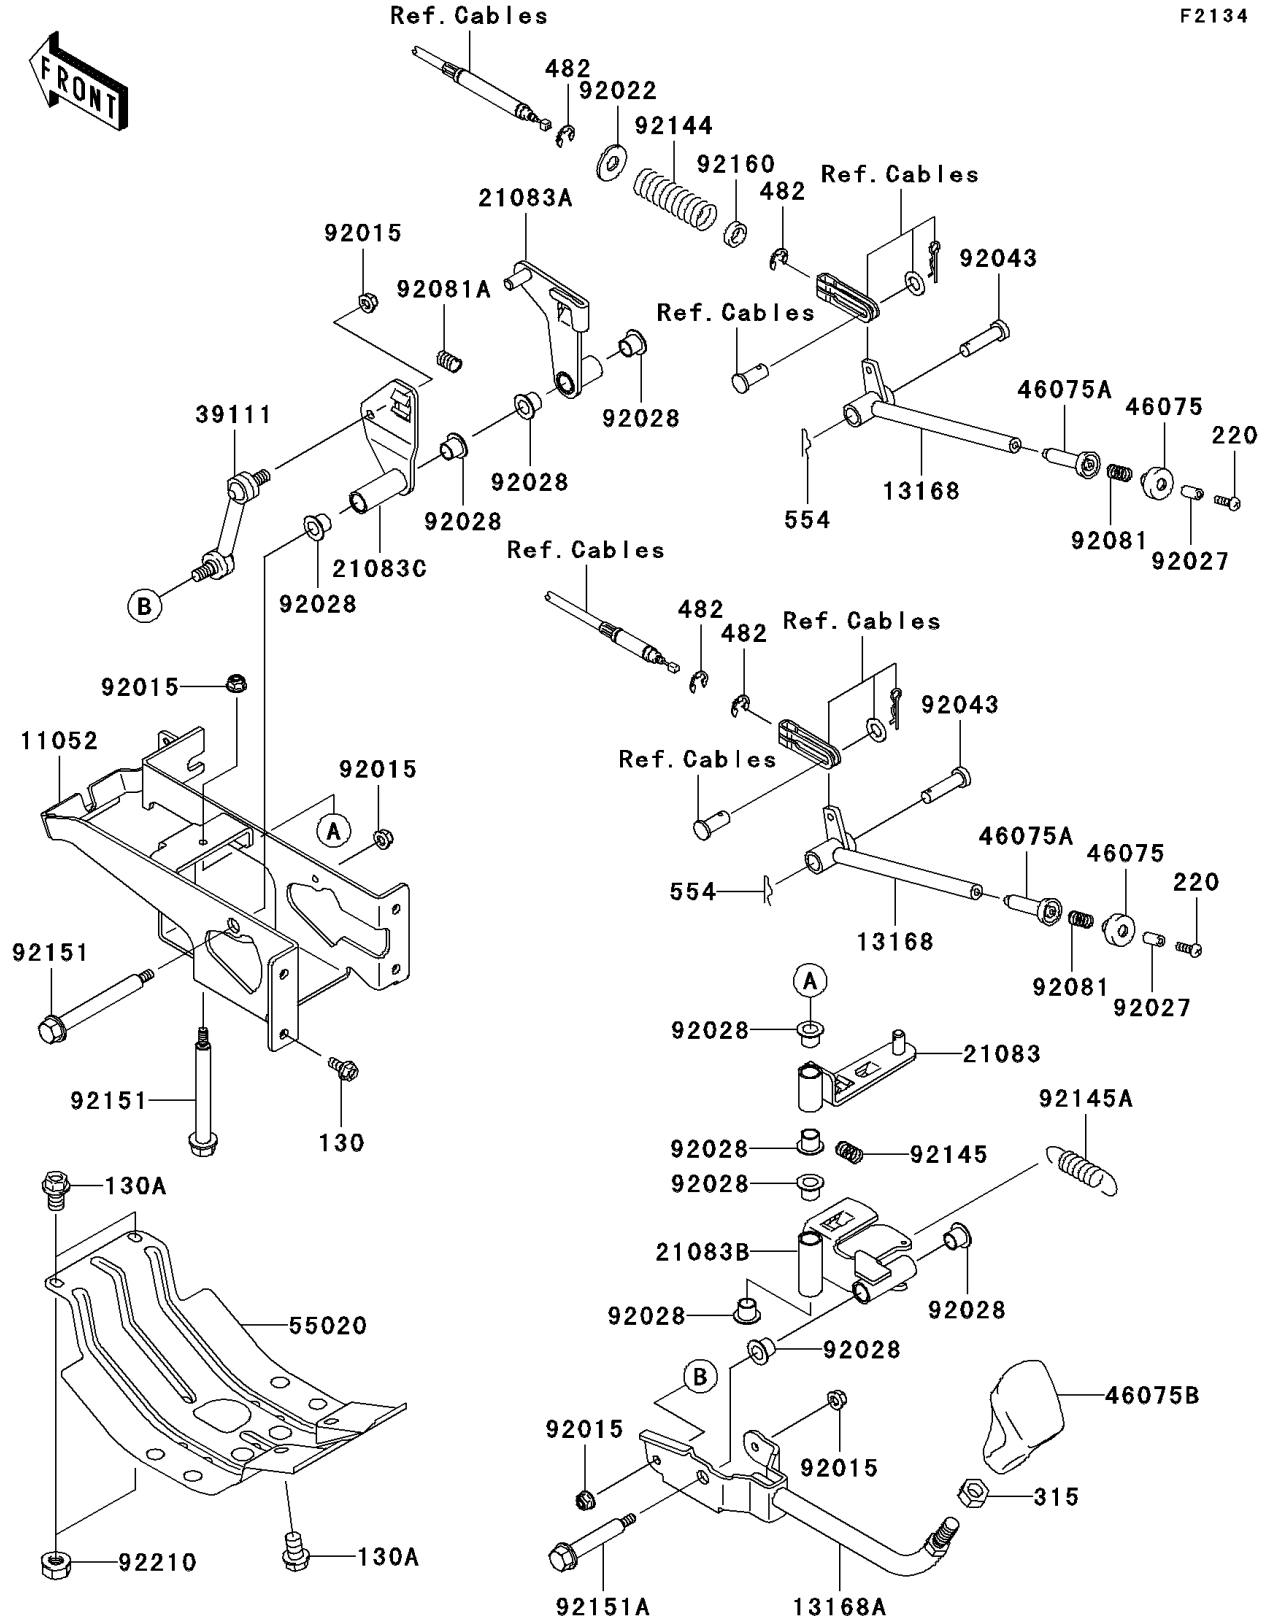 Ref.Cables
F2134
FRONT
482
92022
92144
92160
482
Ref.Cables
21083A
92015
92081A
92043
Ref.Cables
39111
92028
46075A
46075
220
92028
13168
92028
554
92081
92027
Ref.Cables
21083C
92028
B
482
482
Ref.Cables
92015
92043
11052
92015
Ref.Cables
A
46075A
46075
220
554
13168
92151
A
92081
92027
92028
21083
92151
92145A
130
92028
92145
130A
92028
21083B
92028
92028
55020
92028
B
46075B
92015
92015
315
92210
130A
92151A
13168A